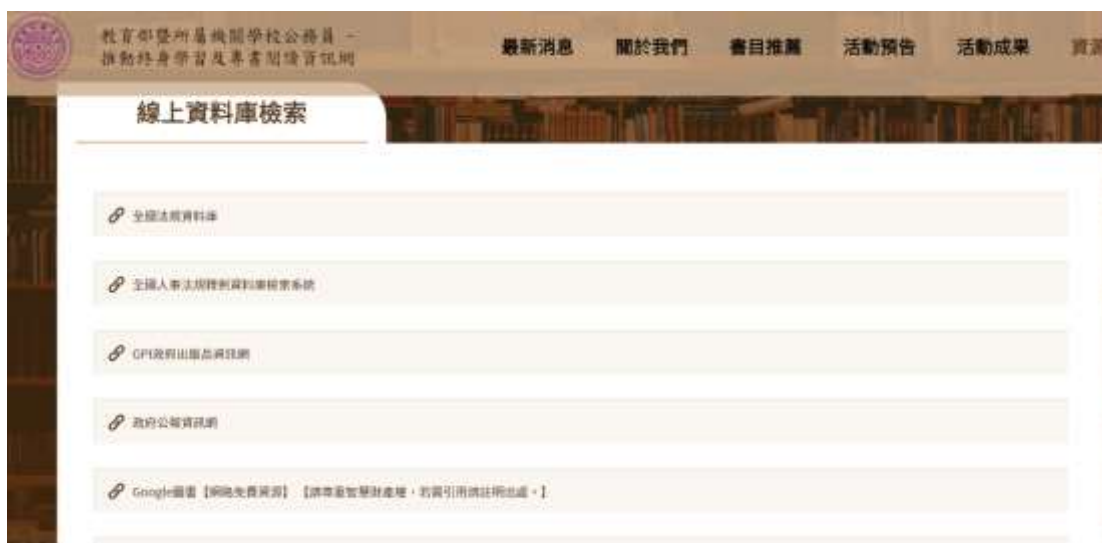 教育部暨所屬機關學校公務員 -
推動終身學習及專書閱讀資訊網
最新消息
關於我們
書目推薦
活動預告
活動成果
資源
線上資料庫檢索
全國法規資料庫
全國人事法規釋例資料庫檢索系統
GPI政府出版品資訊網
政府公報資訊網
Google圖書【網路免費資源】【請尊重智慧財產權，若需引用請註明出處。】